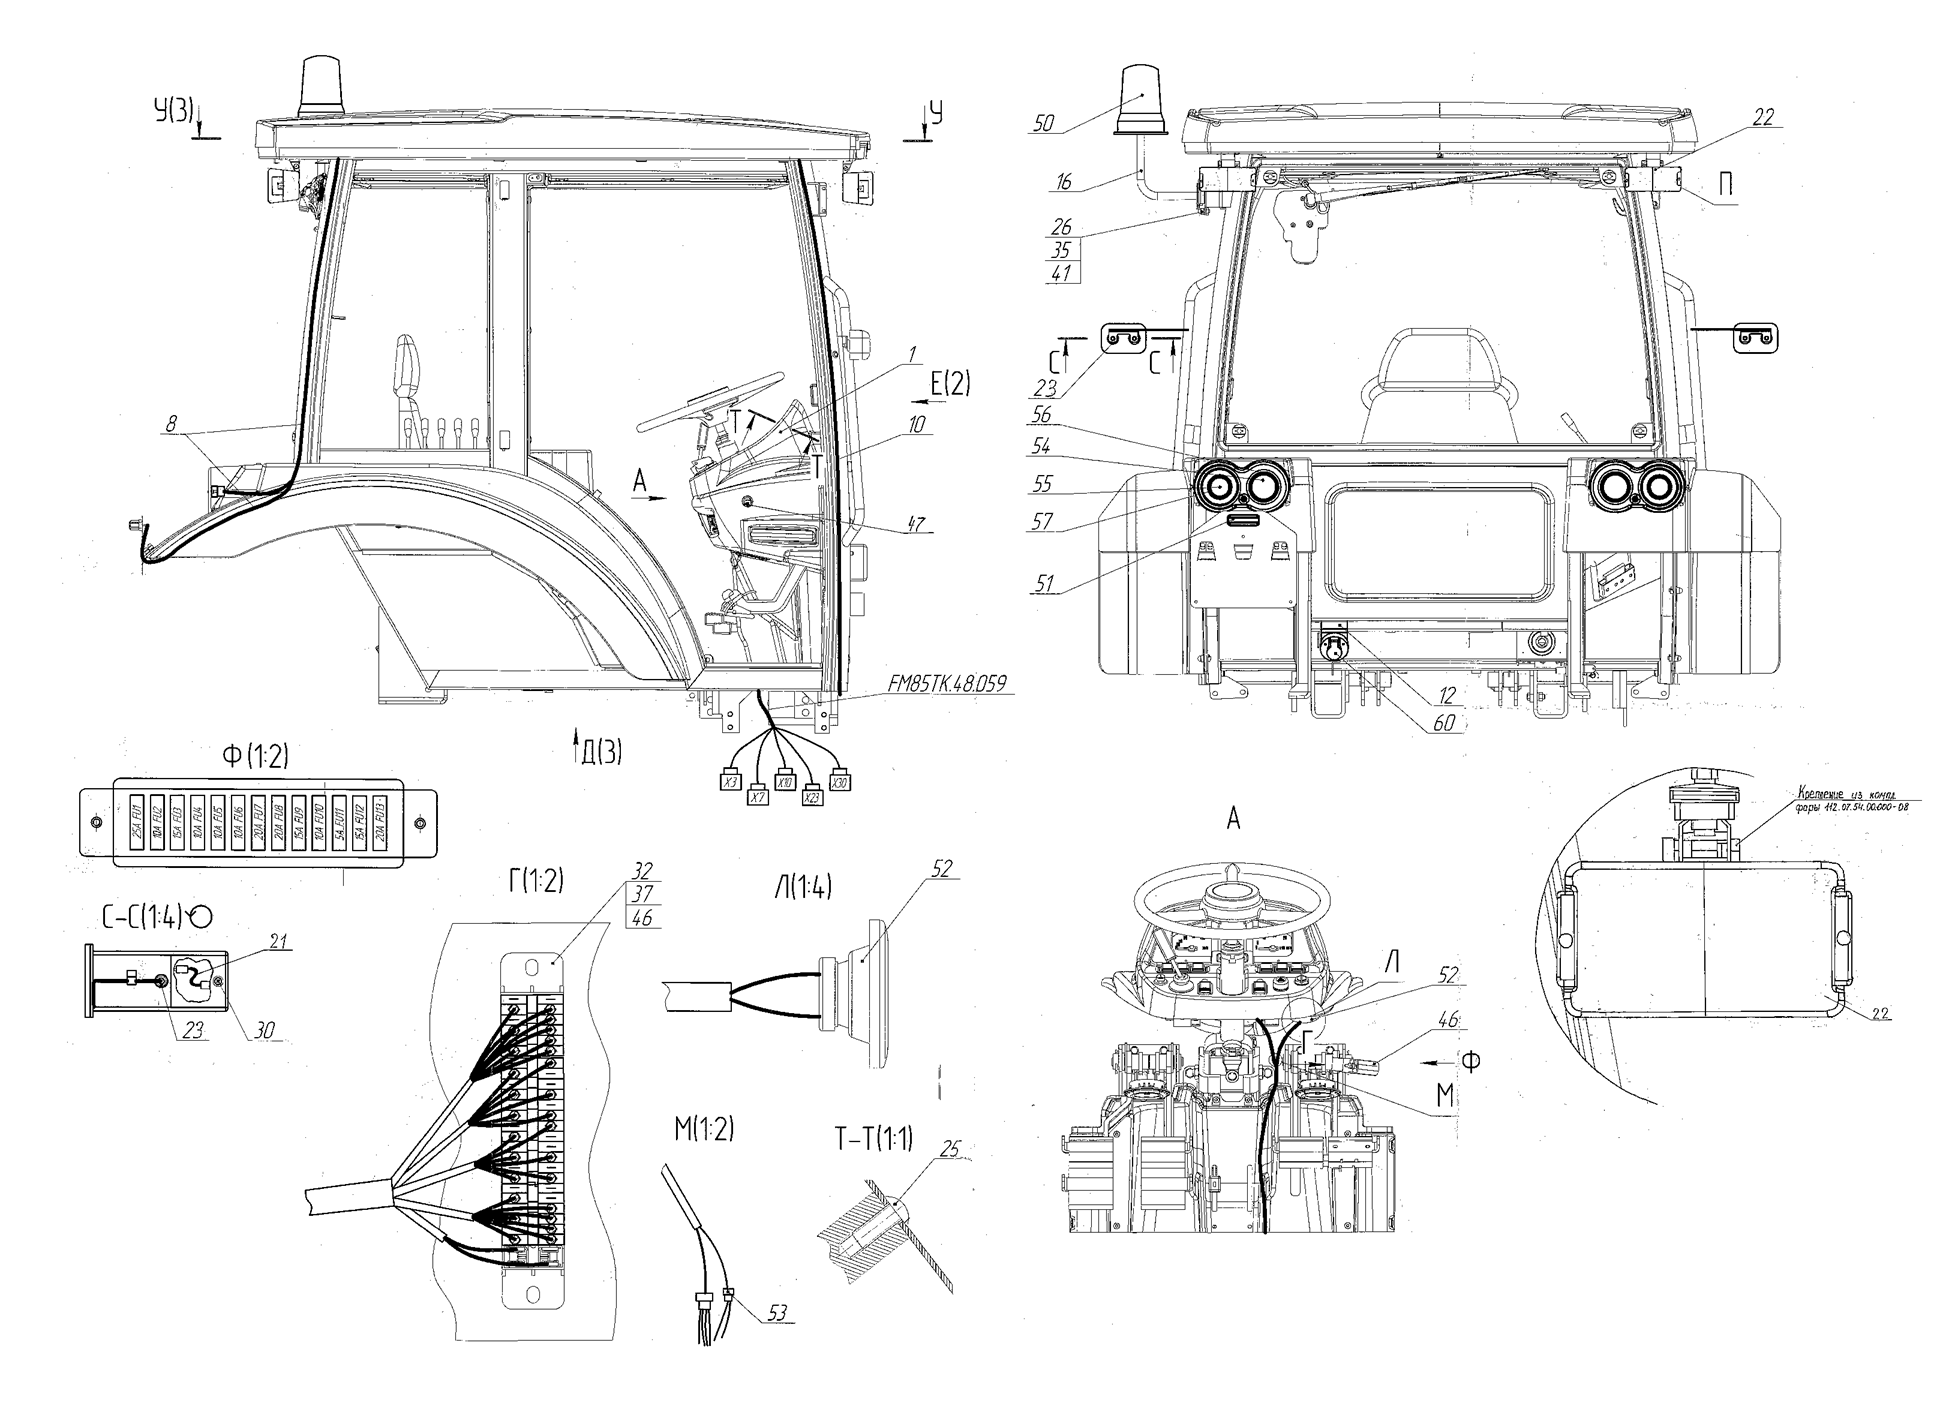 У(3)
У
8
1
Е(2)
10
А
Т
Т
47
FM85TK.48.059
Д(3)
X3
X7
X10
X23
X30
50
16
26
35
41
22
П
С
С
23
56
54
55
57
51
12
60
Ф(1:2)
25A FU1
10A FU2
15A FU3
10A FU4
10A FU5
10A FU6
20A FU7
20A FU8
15A FU9
10A FU10
5A FU11
15A FU12
20A FU13
С-С(1:4)
21
23
30
Г(1:2)
32
37
46
Л(1:4)
52
М(1:2)
53
Т-Т(1:1)
25
А
Л
52
46
Г
Ф
М
Крепление из компл.
фары 112.07.54.00.000-08
22